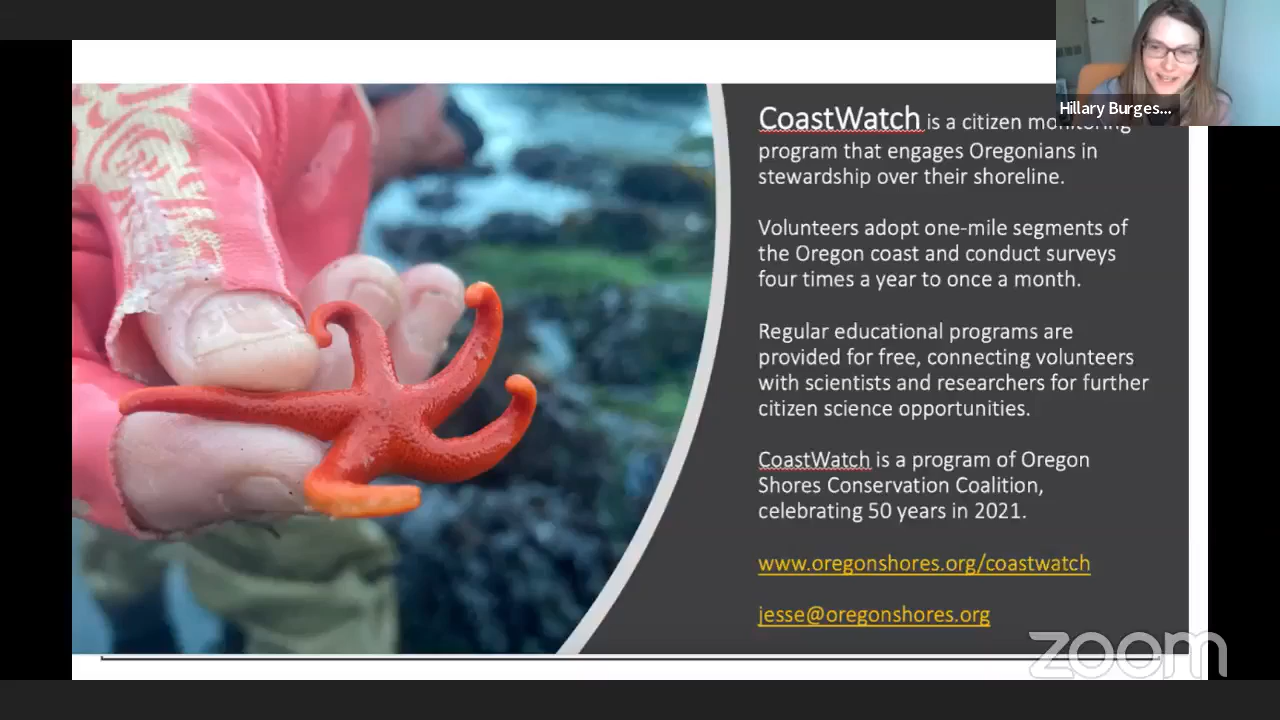 Hillary Burges...
CoastWatch is a citizen monitoring
program that engages Oregonians in
stewardship over their shoreline.
Volunteers adopt one-mile segments of
the Oregon coast and conduct surveys
four times a year to once a month.
Regular educational programs are
provided for free, connecting volunteers
with scientists and researchers for further
citizen science opportunities.
CoastWatch is a program of Oregon
Shores Conservation Coalition,
celebrating 50 years in 2021.
www.oregonshores.org/coastwatch
jesse@oregonshores.org
zoom